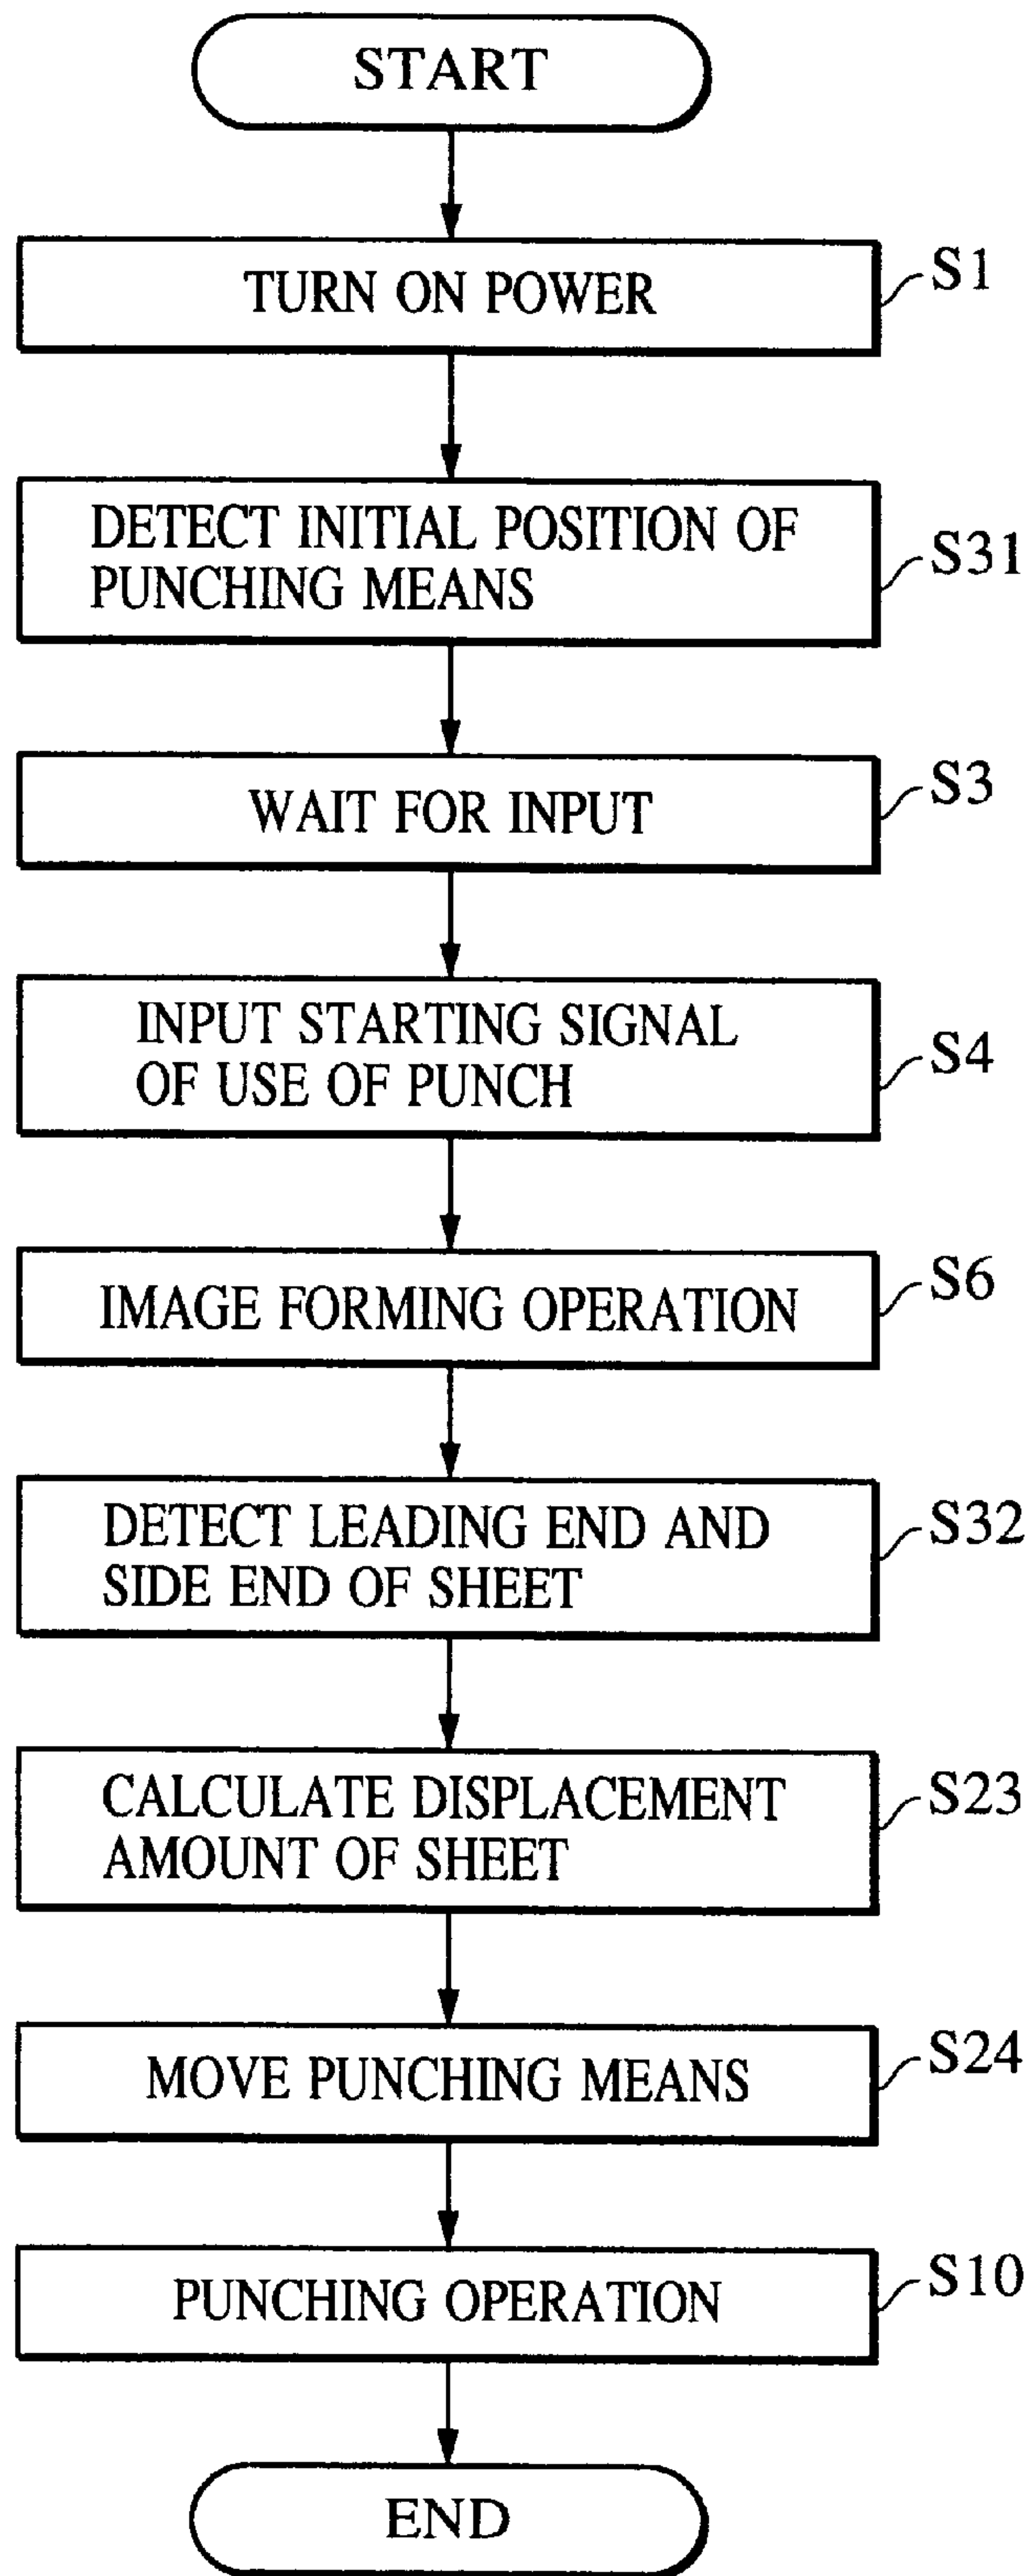 START
TURN ON POWER
S1
DETECT INITIAL POSITION OF
PUNCHING MEANS
S31
WAIT FOR INPUT
S3
INPUT STARTING SIGNAL
OF USE OF PUNCH
S4
IMAGE FORMING OPERATION
S6
DETECT LEADING END AND
SIDE END OF SHEET
S32
CALCULATE DISPLACEMENT
AMOUNT OF SHEET
S23
MOVE PUNCHING MEANS
S24
PUNCHING OPERATION
S10
END